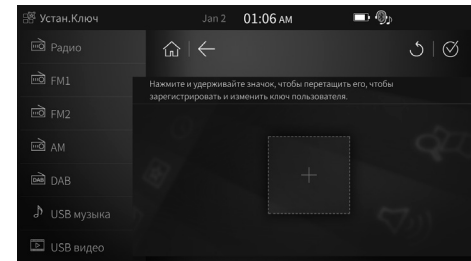 Устан.Ключ
Jan 2 01:06 AM
Радио
FM1
FM2
AM
DAB
USB музыка
USB видео
Нажмите и удерживайте значок, чтобы перетащить его, чтобы
зарегистрировать и изменить ключ пользователя.